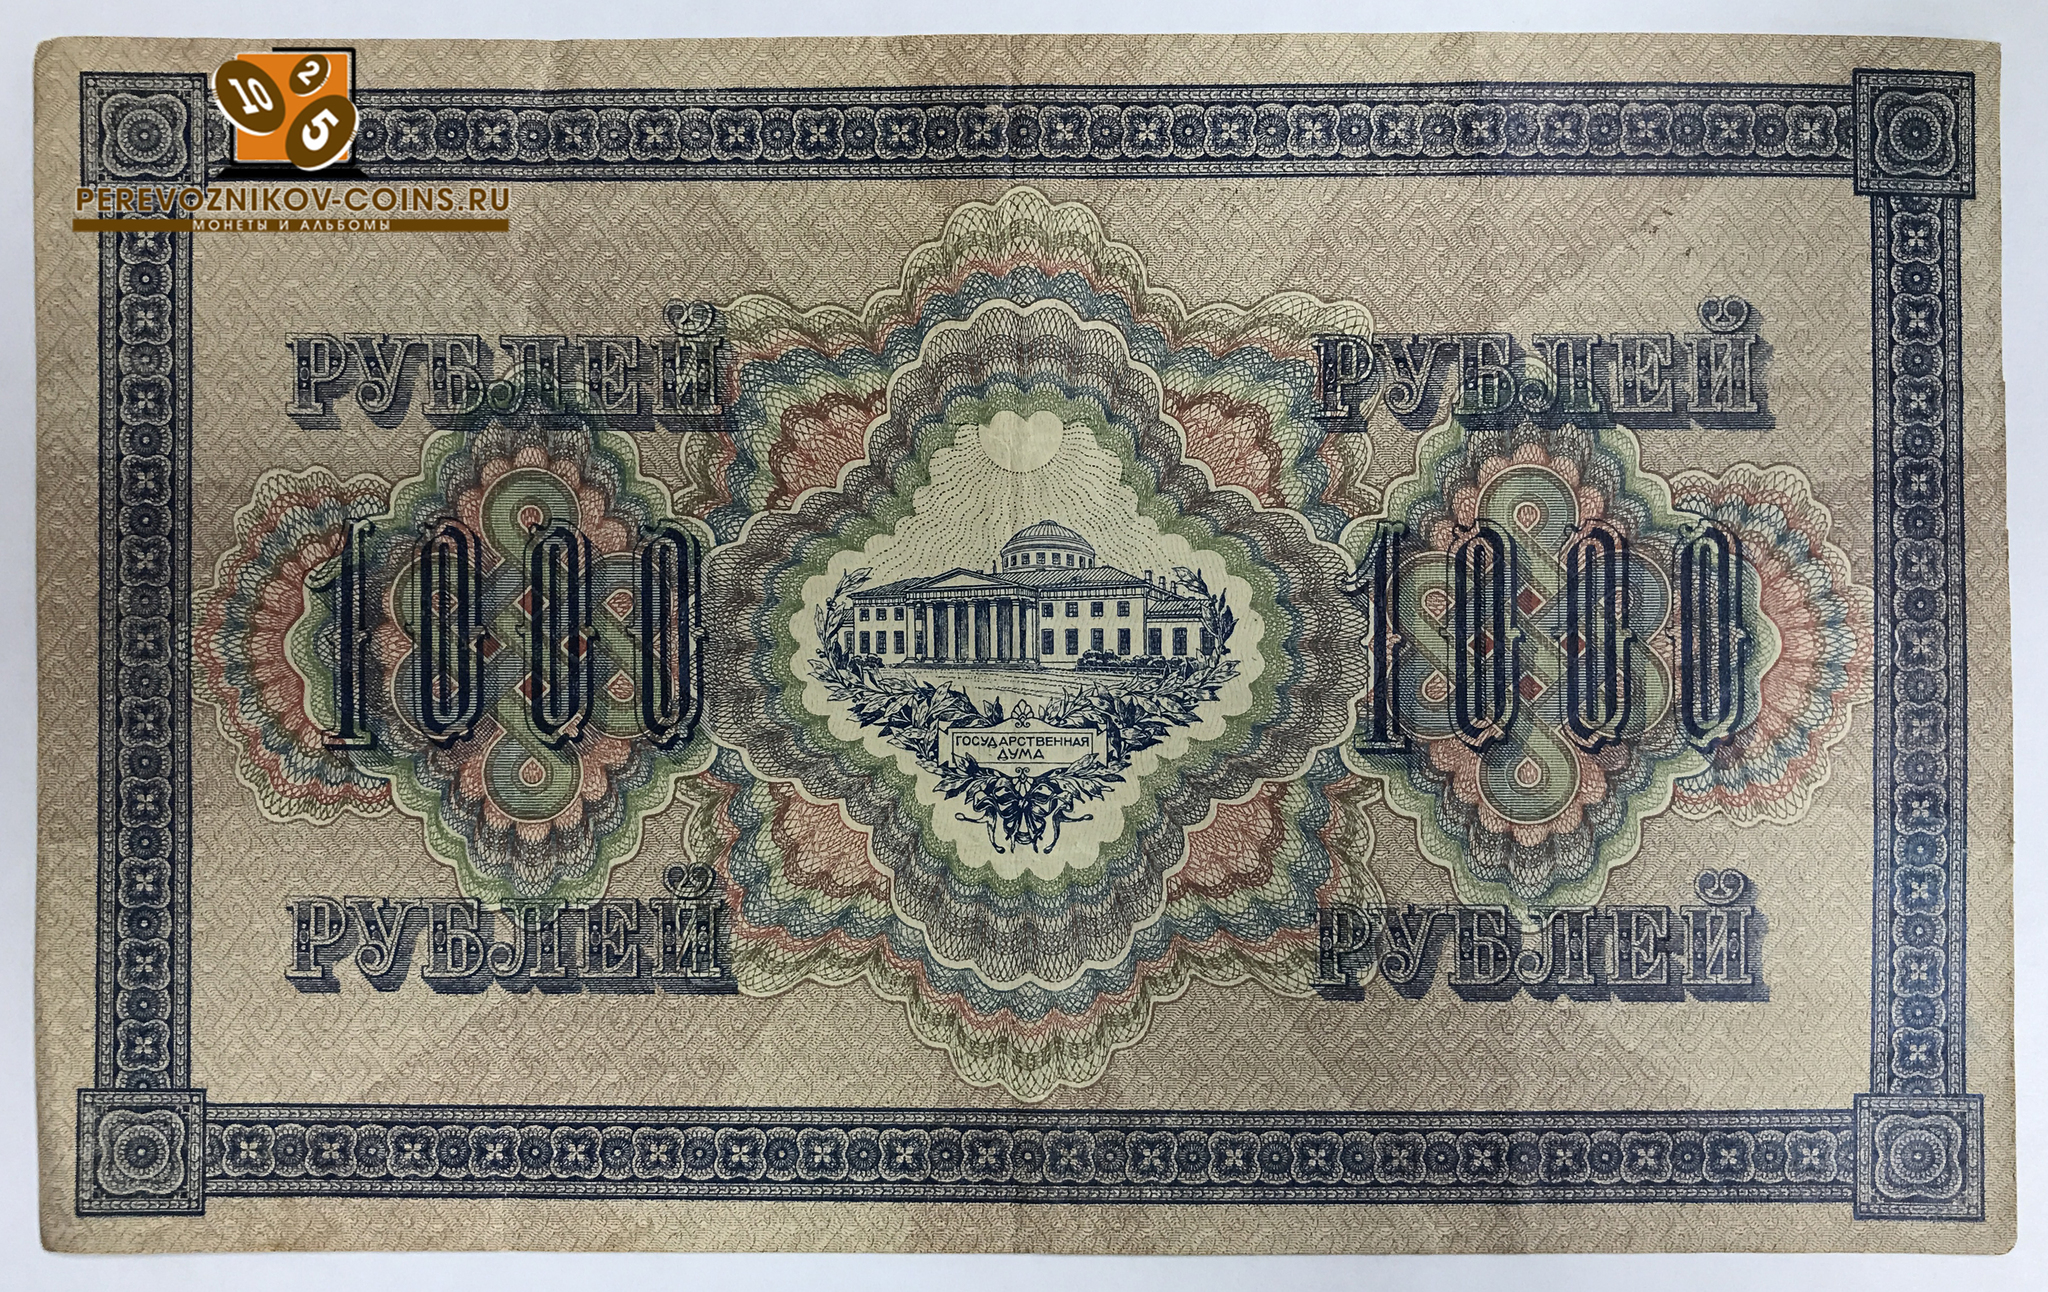 10 2 5
PEREVOZNIKOV-COINS.RU
МОНЕТЫ И АЛЬБОМЫ
РУБЛЕЙ РУБЛЕЙ
1000 1000
ГОСУДАРСТВЕННАЯ
ДУМА
РУБЛЕЙ РУБЛЕЙ